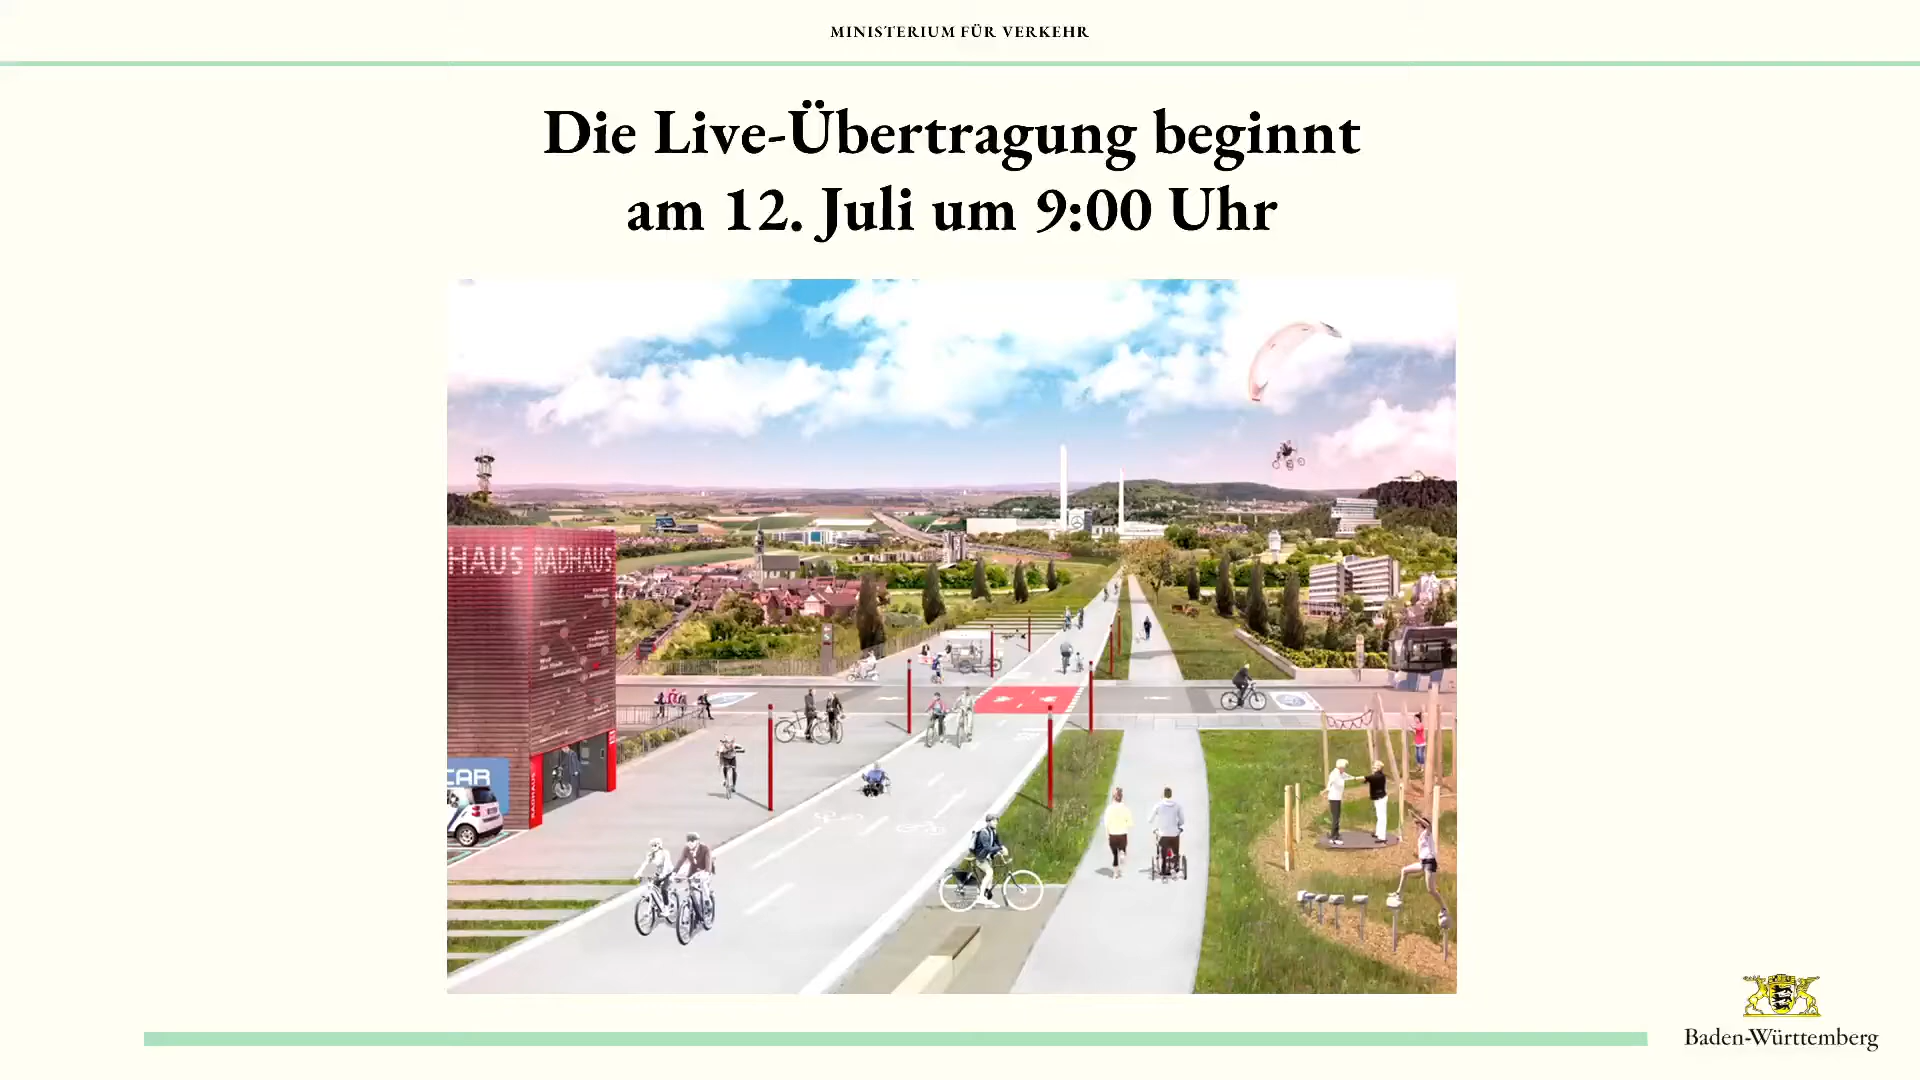 MINISTERIUM FÜR VERKEHR
Die Live-Übertragung beginnt
am 12. Juli um 9:00 Uhr
HAUS RADHAUS
CAR
RADHAUS
Baden-Württemberg